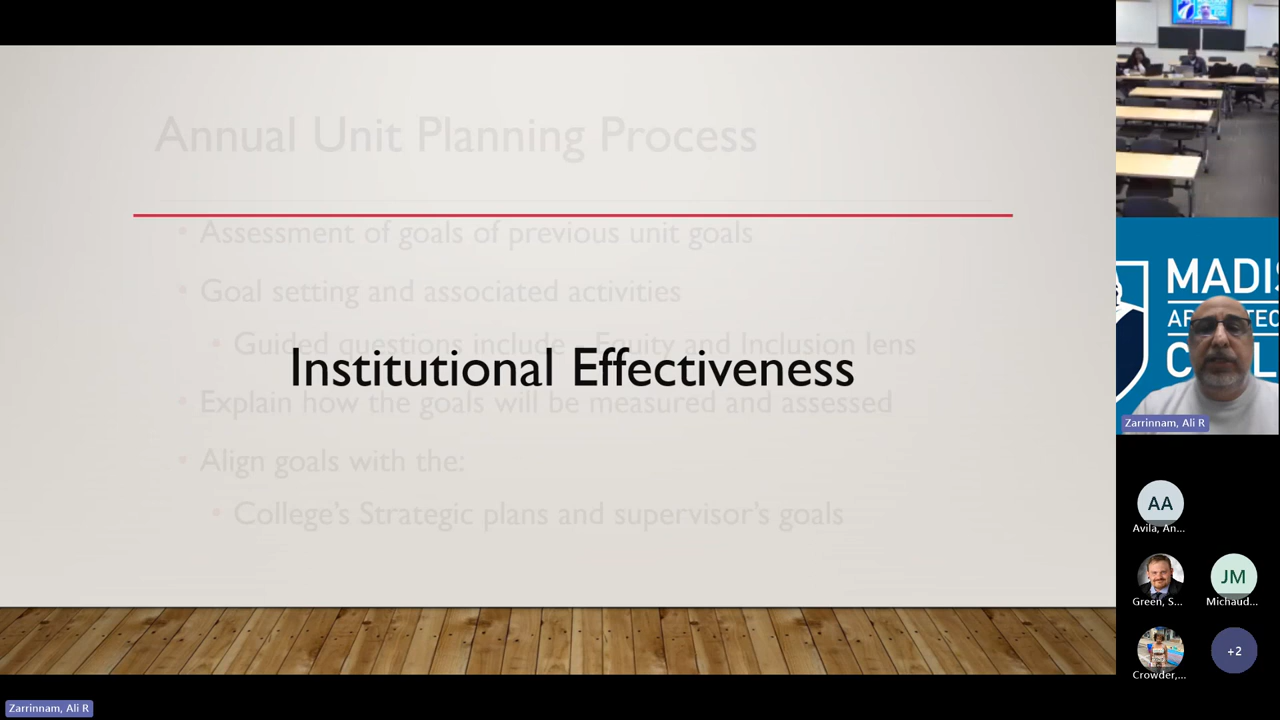 Annual Unit Planning Process
• Assessment of goals of previous unit goals
• Goal setting and associated activities
• Guided questions include - Equity and Inclusion lens
Institutional Effectiveness
• Explain how the goals will be measured and assessed
• Align goals with the:
• College's Strategic plans and supervisor's goals
MADIS
AR
TEC
C
Zarrinnam, Ali R
AA
Avila, An...
Green, S...
JM
Michaud...
Crowder,...
+2
Zarrinnam, Ali R